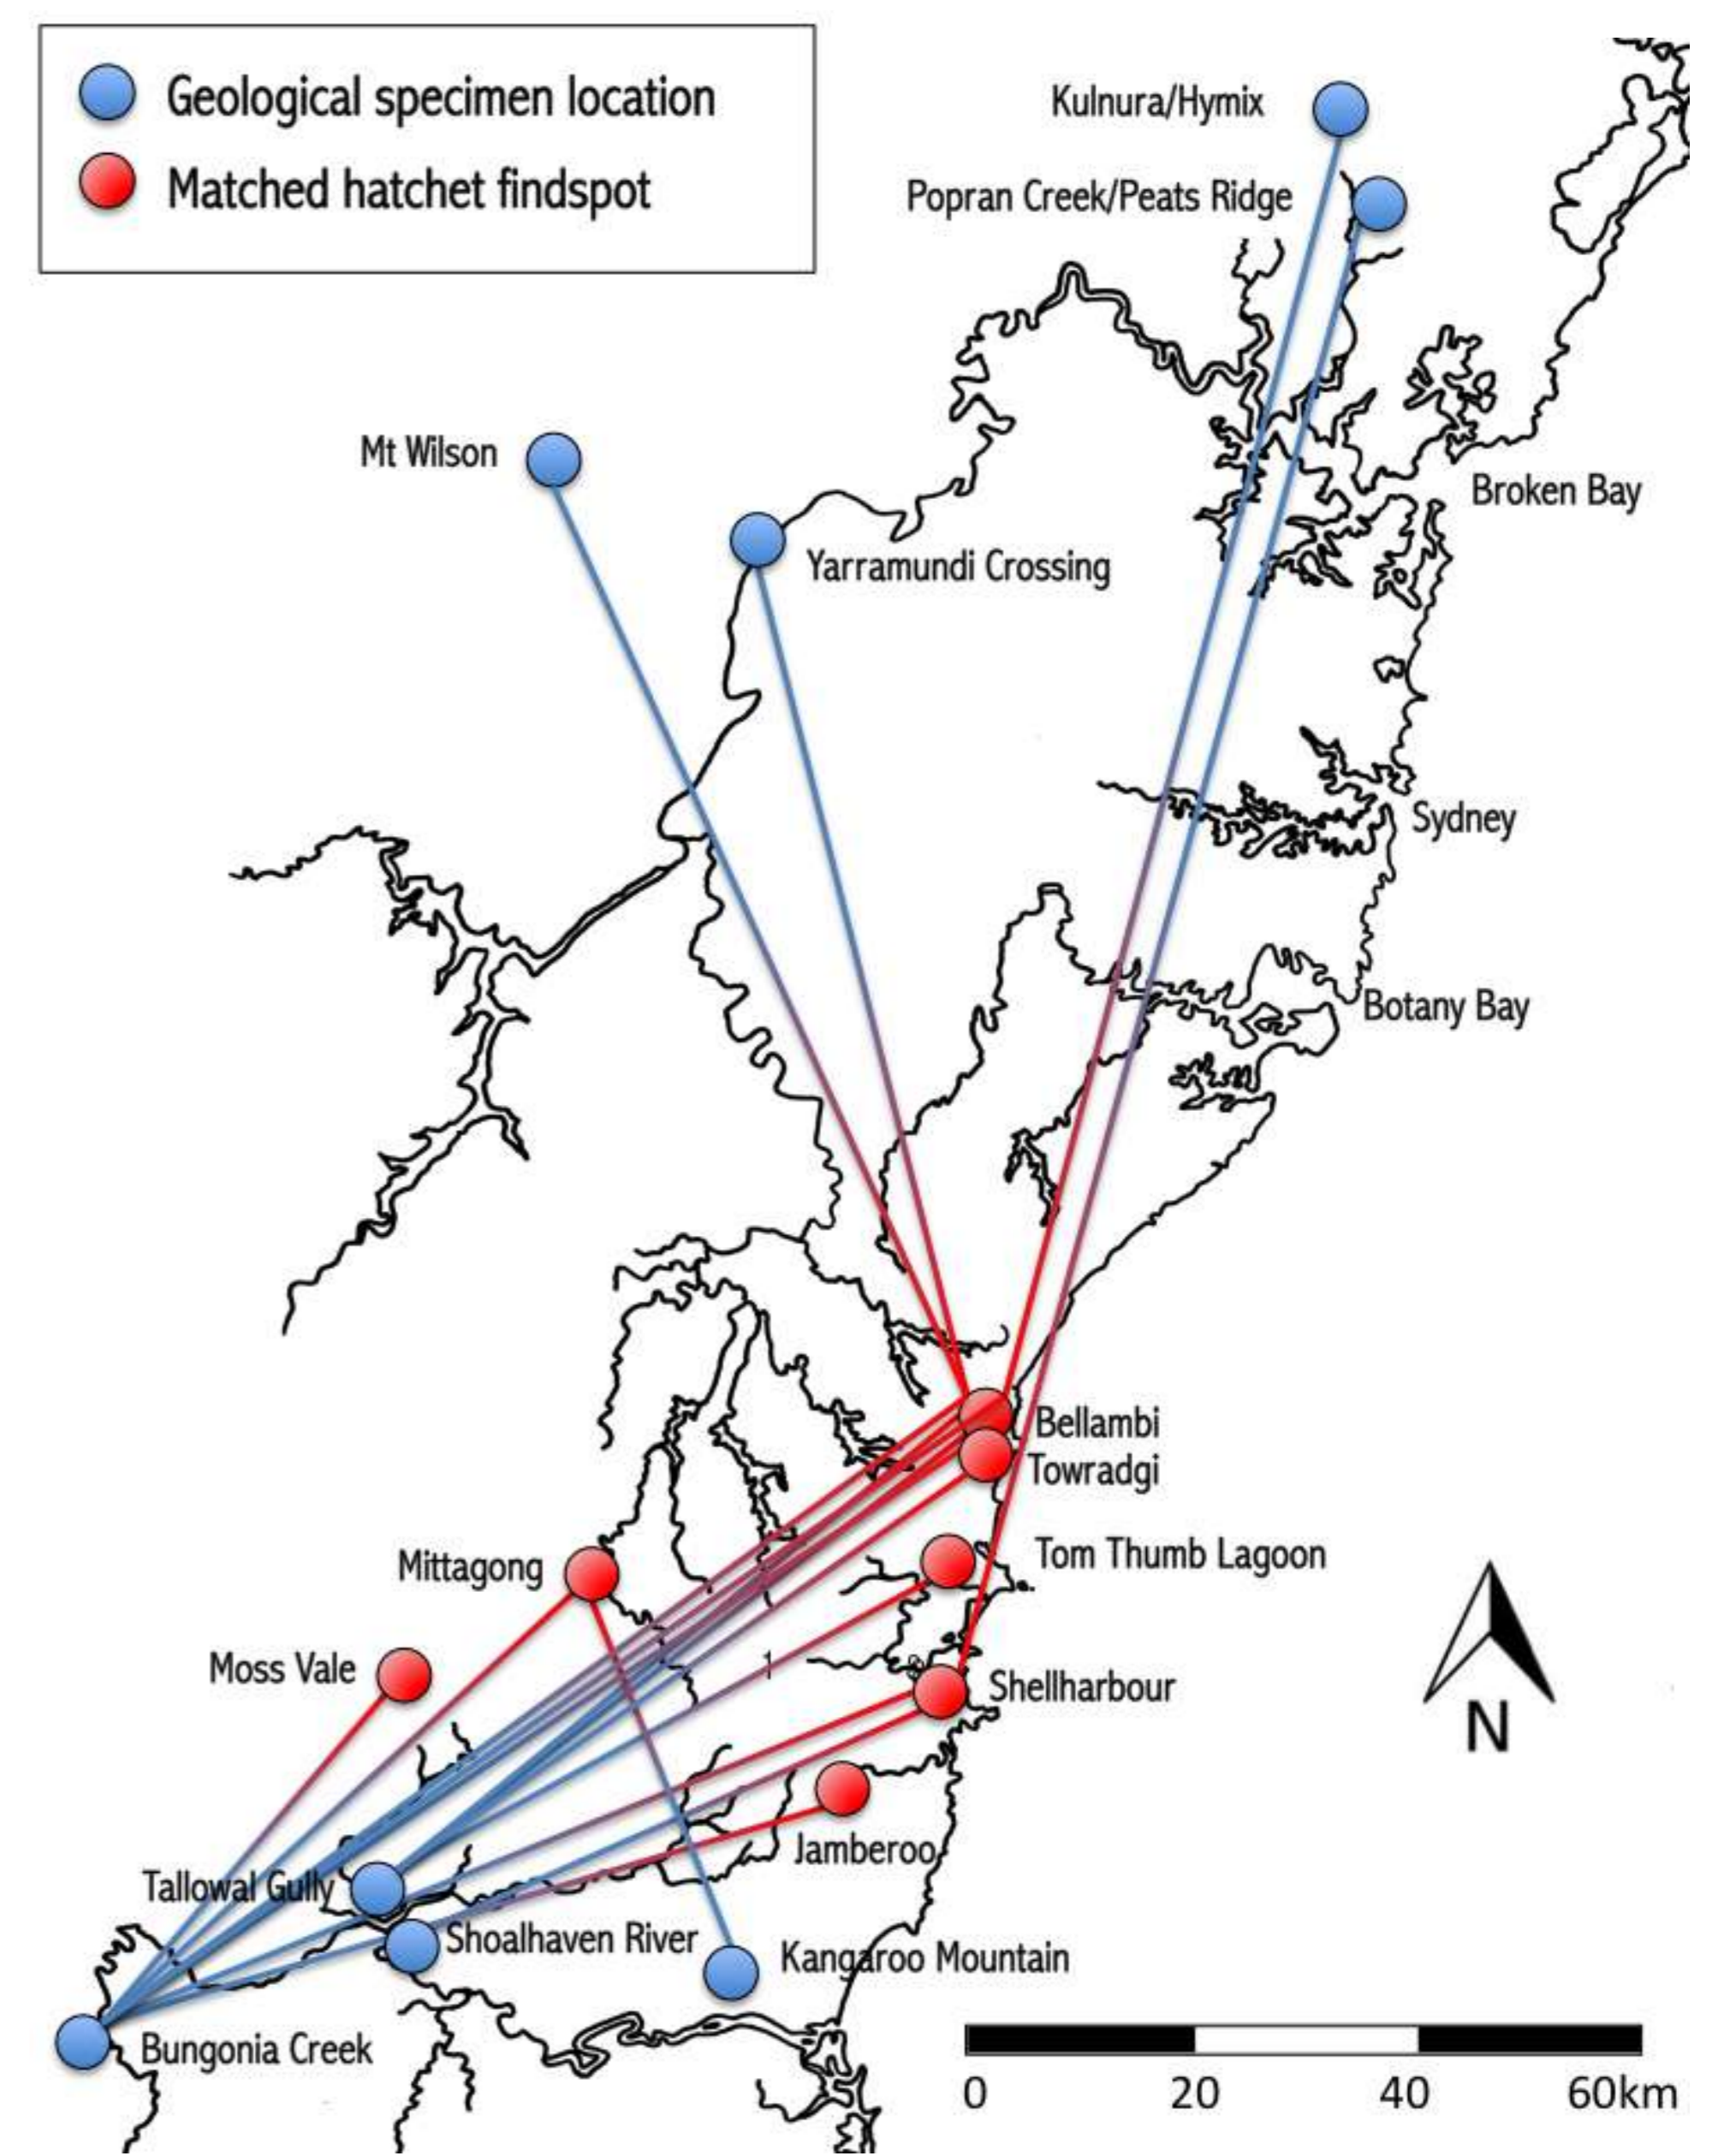 Geological specimen location
Matched hatchet findspot
Kulnura/Hymix
Popran Creek/Peats Ridge
Mt Wilson
Broken Bay
Yarramundi Crossing
Sydney
Botany Bay
Bellambi
Towradgi
Tom Thumb Lagoon
Mittagong
1
Moss Vale
Shellharbour
N
Jamberoo
Tallowal Gully
Shoalhaven River
Kangaroo Mountain
Bungonia Creek
0 20 40 60km